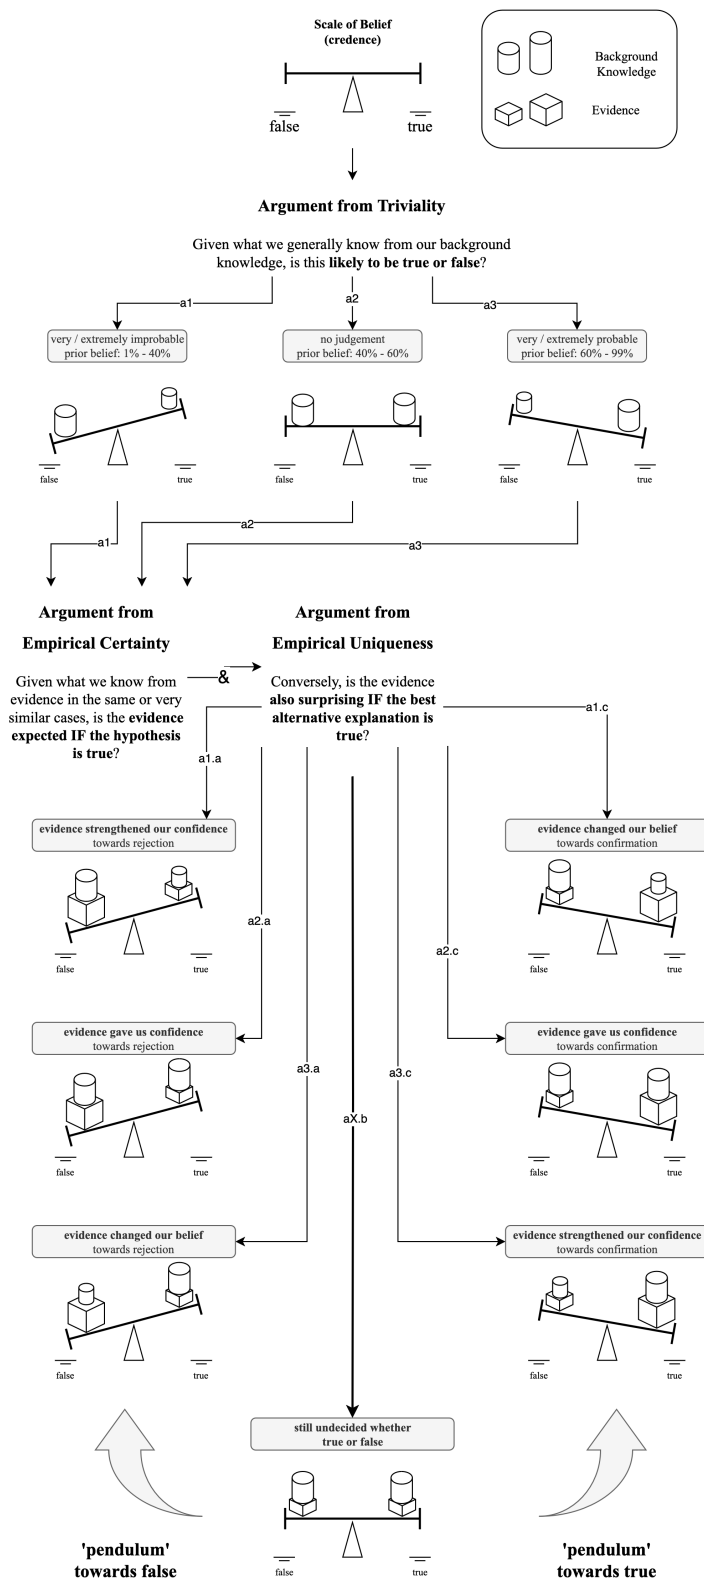 Scale of Belief
(credence)
Background
Knowledge
Evidence
false
true
Argument from Triviality
Given what we generally know from our background
knowledge, is this likely to be true or false?
a1
a2
a3
very / extremely improbable
prior belief: 1% - 40%
no judgement
prior belief: 40% - 60%
very / extremely probable
prior belief: 60% - 99%
false
true
false
true
false
true
a1
a2
a3
Argument from
Empirical Certainty
Given what we know from
evidence in the same or very
similar cases, is the evidence
expected IF the hypothesis
is true?
&
Argument from
Empirical Uniqueness
Conversely, is the evidence
also surprising IF the best
alternative explanation is
true?
a1.a
a1.c
evidence strengthened our confidence
towards rejection
false
true
evidence changed our belief
towards confirmation
false
true
a2.a
a2.c
evidence gave us confidence
towards rejection
false
true
evidence gave us confidence
towards confirmation
false
true
a3.a
a3.c
aX.b
evidence changed our belief
towards rejection
false
true
evidence strengthened our confidence
towards confirmation
false
true
still undecided whether
true or false
false
true
'pendulum'
towards false
'pendulum'
towards true